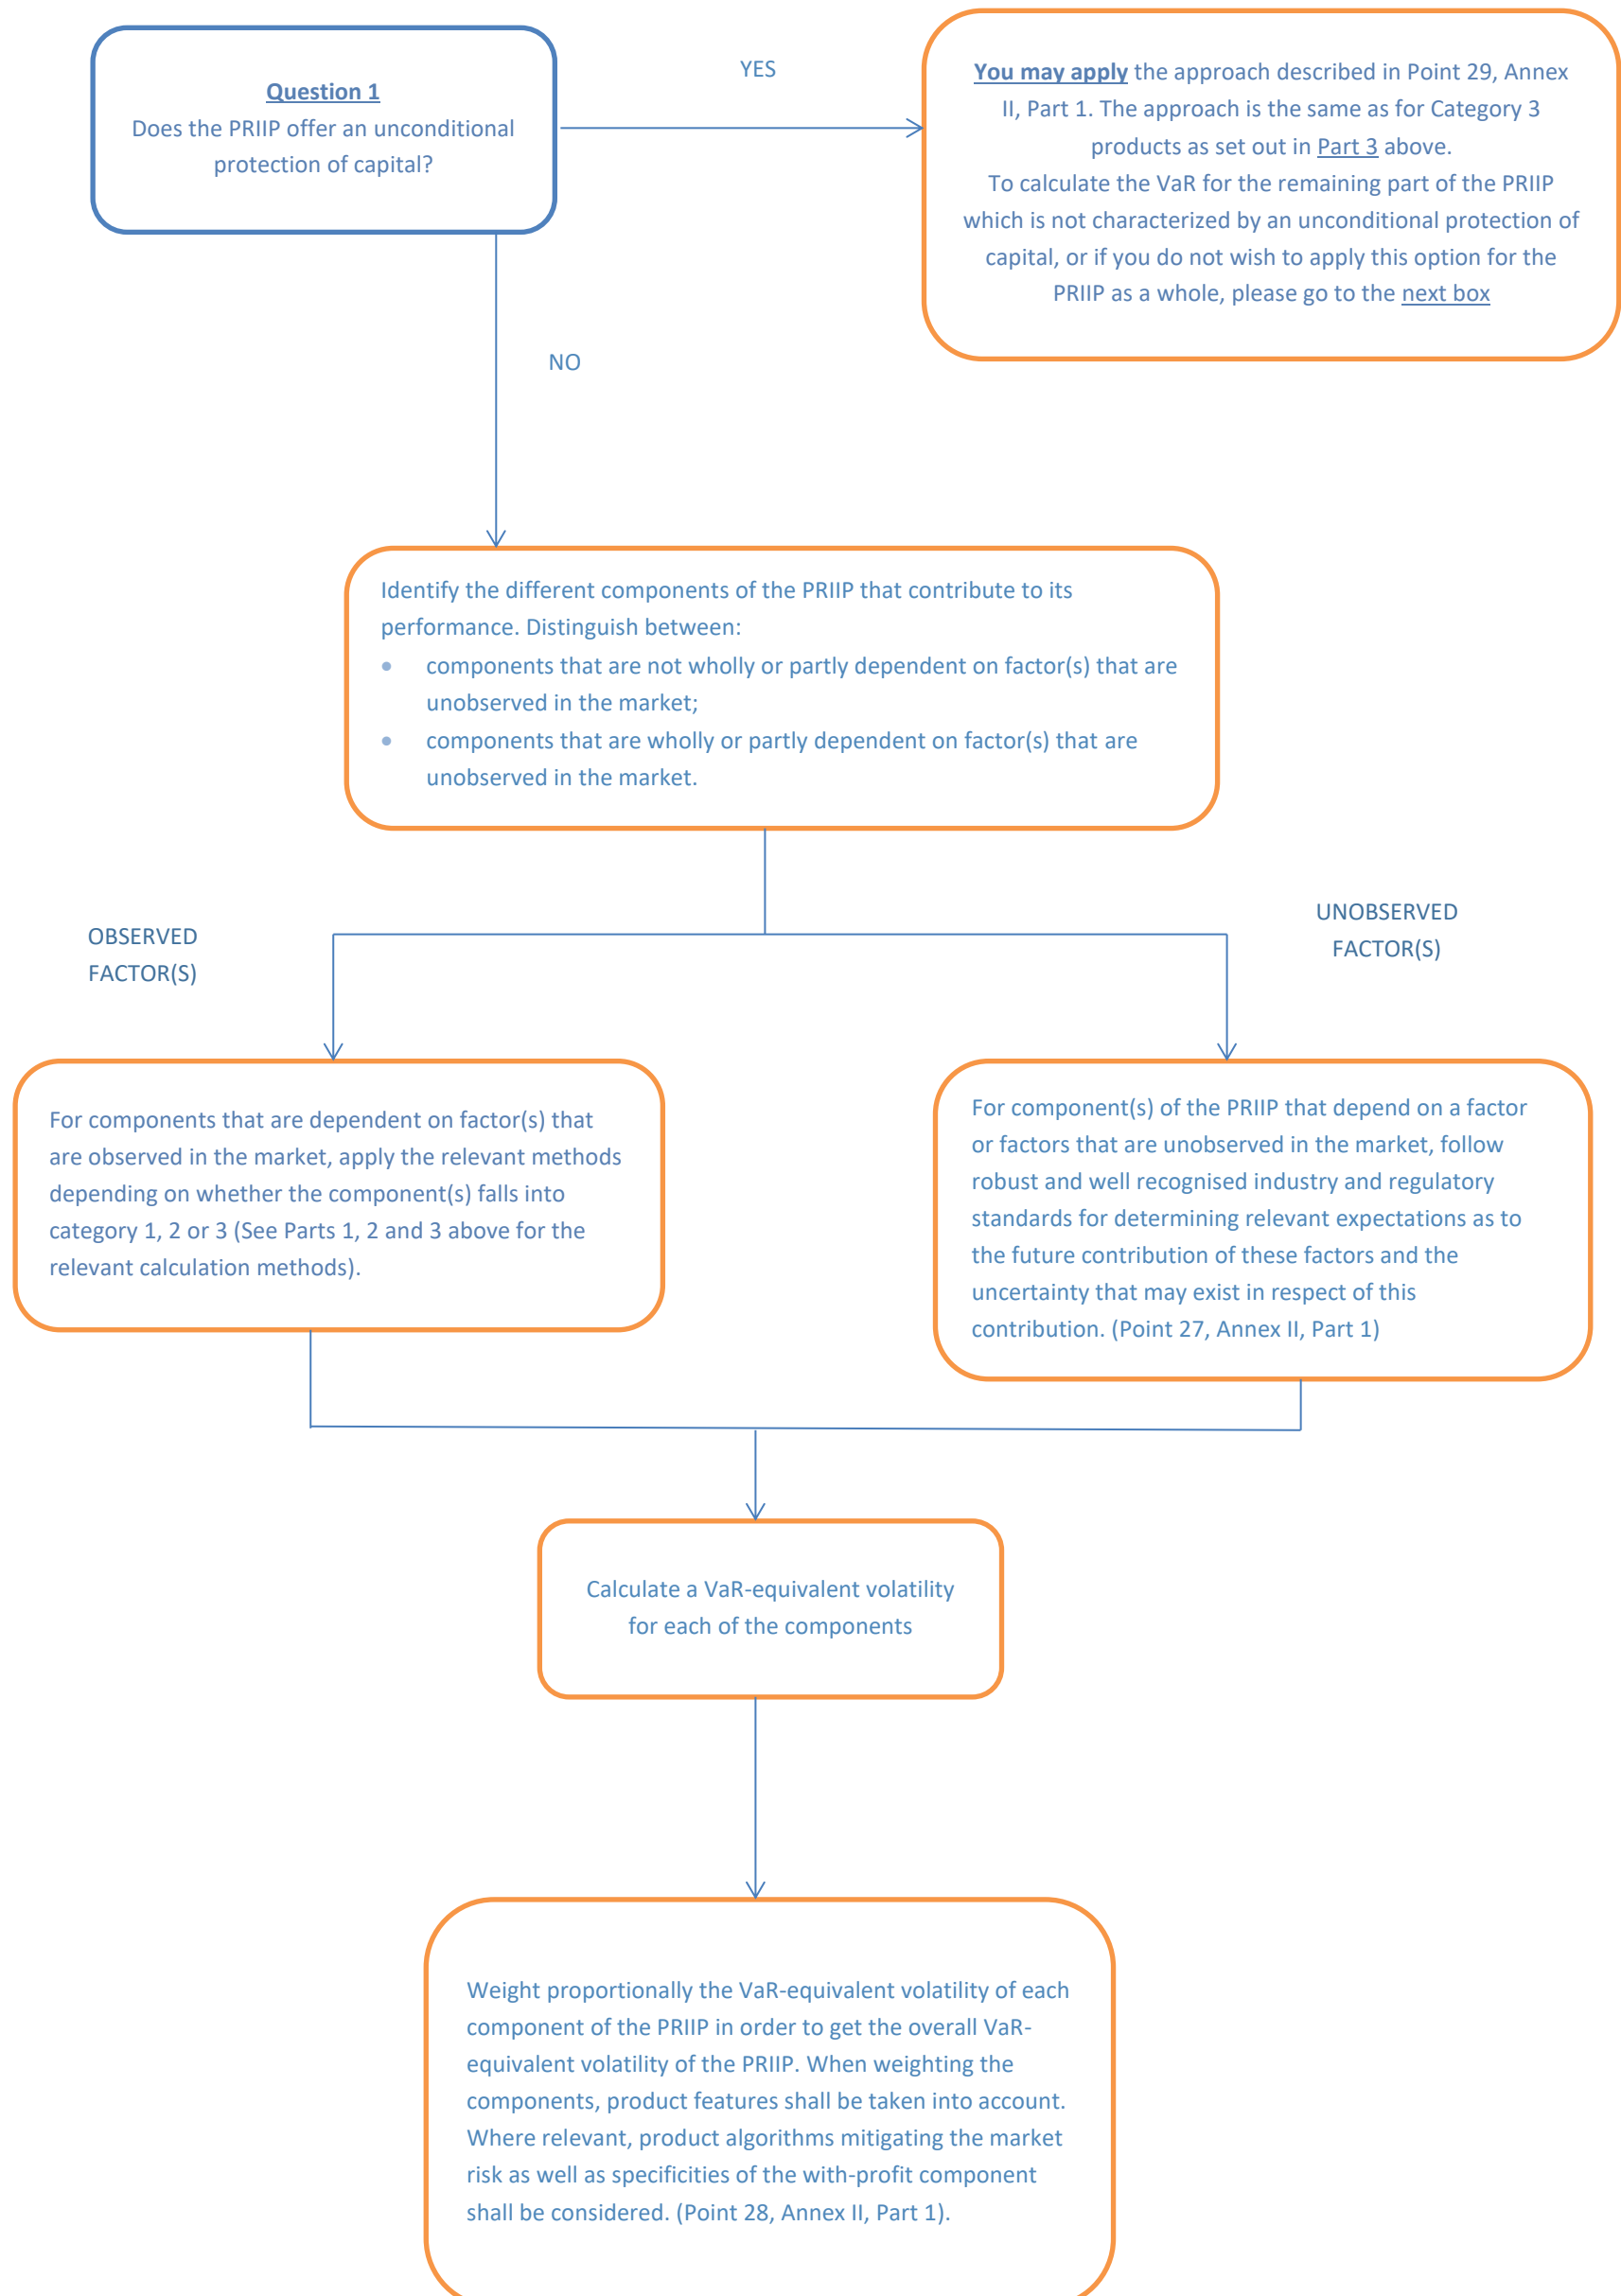 Question 1
Does the PRIIP offer an unconditional
protection of capital?
YES
You may apply the approach described in Point 29, Annex
II, Part 1. The approach is the same as for Category 3
products as set out in Part 3 above.
To calculate the VaR for the remaining part of the PRIIP
which is not characterized by an unconditional protection of
capital, or if you do not wish to apply this option for the
PRIIP as a whole, please go to the next box
NO
Identify the different components of the PRIIP that contribute to its
performance. Distinguish between:
• components that are not wholly or partly dependent on factor(s) that are
unobserved in the market;
• components that are wholly or partly dependent on factor(s) that are
unobserved in the market.
OBSERVED
FACTOR(S)
UNOBSERVED
FACTOR(S)
For components that are dependent on factor(s) that
are observed in the market, apply the relevant methods
depending on whether the component(s) falls into
category 1, 2 or 3 (See Parts 1, 2 and 3 above for the
relevant calculation methods).
For component(s) of the PRIIP that depend on a factor
or factors that are unobserved in the market, follow
robust and well recognised industry and regulatory
standards for determining relevant expectations as to
the future contribution of these factors and the
uncertainty that may exist in respect of this
contribution. (Point 27, Annex II, Part 1)
Calculate a VaR-equivalent volatility
for each of the components
Weight proportionally the VaR-equivalent volatility of each
component of the PRIIP in order to get the overall VaR-
equivalent volatility of the PRIIP. When weighting the
components, product features shall be taken into account.
Where relevant, product algorithms mitigating the market
risk as well as specificities of the with-profit component
shall be considered. (Point 28, Annex II, Part 1).